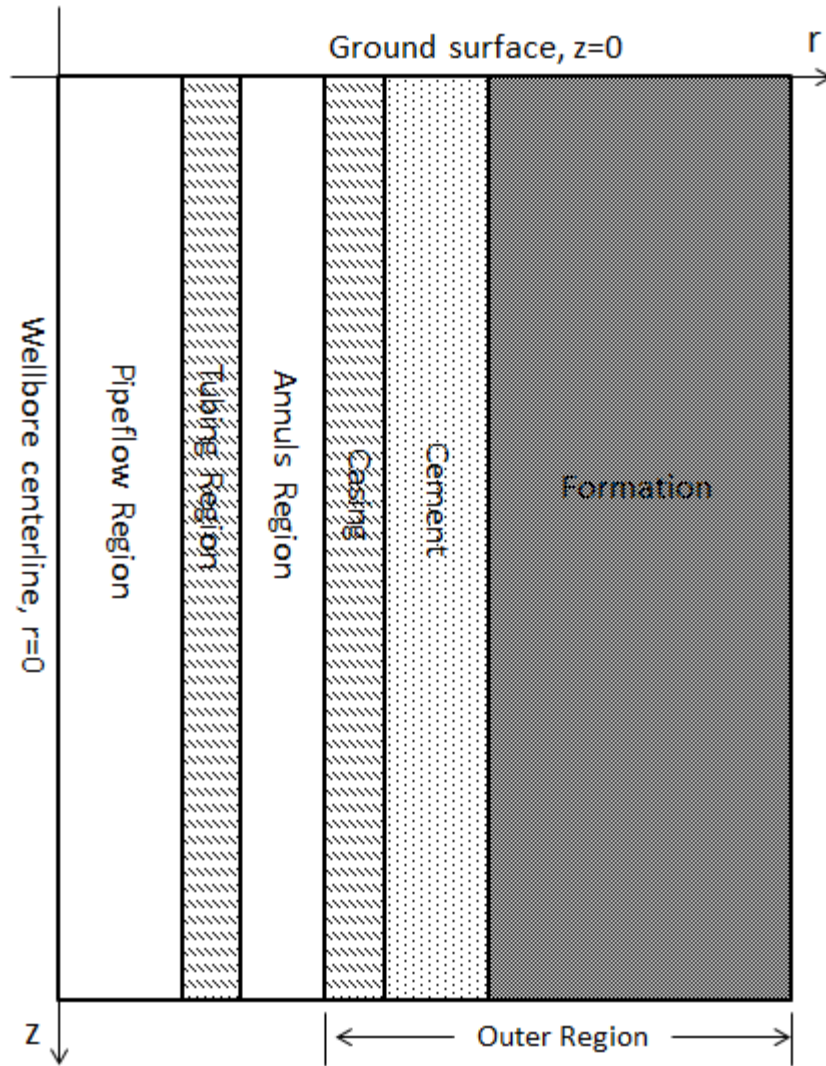 Ground surface, z=0
r
Wellbore centerline, r=0
Pipeflow Region
Tubing Region
Annuls Region
Casing
Cement
Formation
z
Outer Region